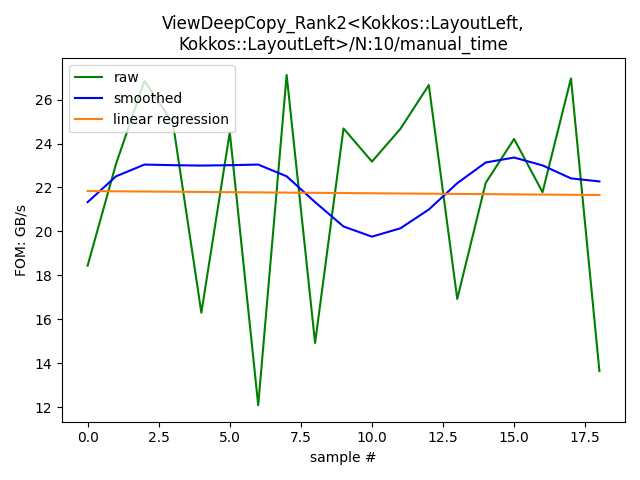 ViewDeepCopy_Rank2<Kokkos::LayoutLeft,
Kokkos::LayoutLeft>/N:10/manual_time
raw
smoothed
linear regression
FOM: GB/s
26
24
22
20
18
16
14
12
0.0
2.5
5.0
7.5
10.0
12.5
15.0
17.5
sample #